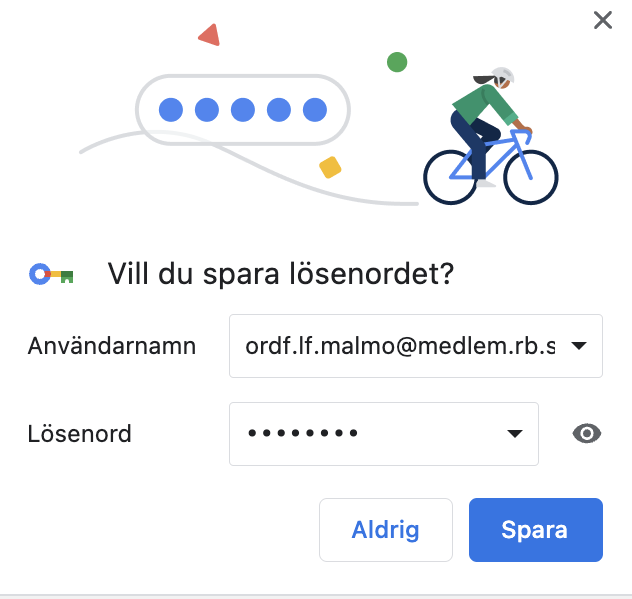 Vill du spara lösenordet?
Användarnamn
ordf.lf.malmo@medlem.rb.s
Lösenord
••••••••
Aldrig
Spara